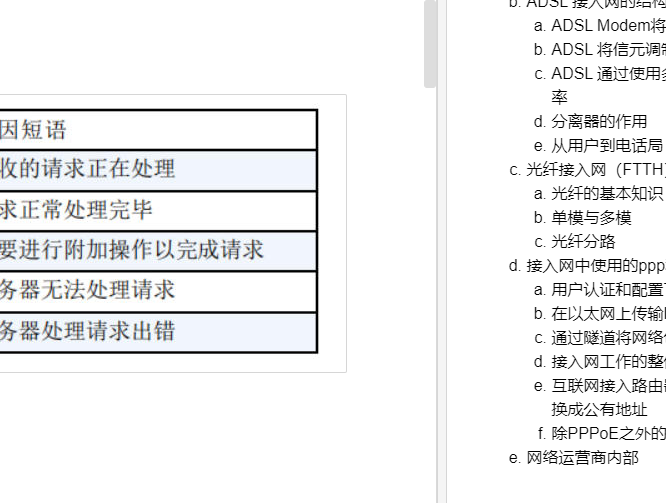 因短语
收的请求正在处理
求正常处理完毕
要进行附加操作以完成请求
务器无法处理请求
务器处理请求出错
b. ADSL 接入网的结构
a. ADSL Modem将
b. ADSL 将信元调制
c. ADSL 通过使用多
率
d. 分离器的作用
e. 从用户到电话局
c. 光纤接入网（FTTH）
a. 光纤的基本知识
b. 单模与多模
c. 光纤分路
d. 接入网中使用的ppp
a. 用户认证和配置
b. 在以太网上传输
c. 通过隧道将网络
d. 接入网工作的整
e. 互联网接入路由
换成公有地址
f. 除PPPoE之外的
e. 网络运营商内部